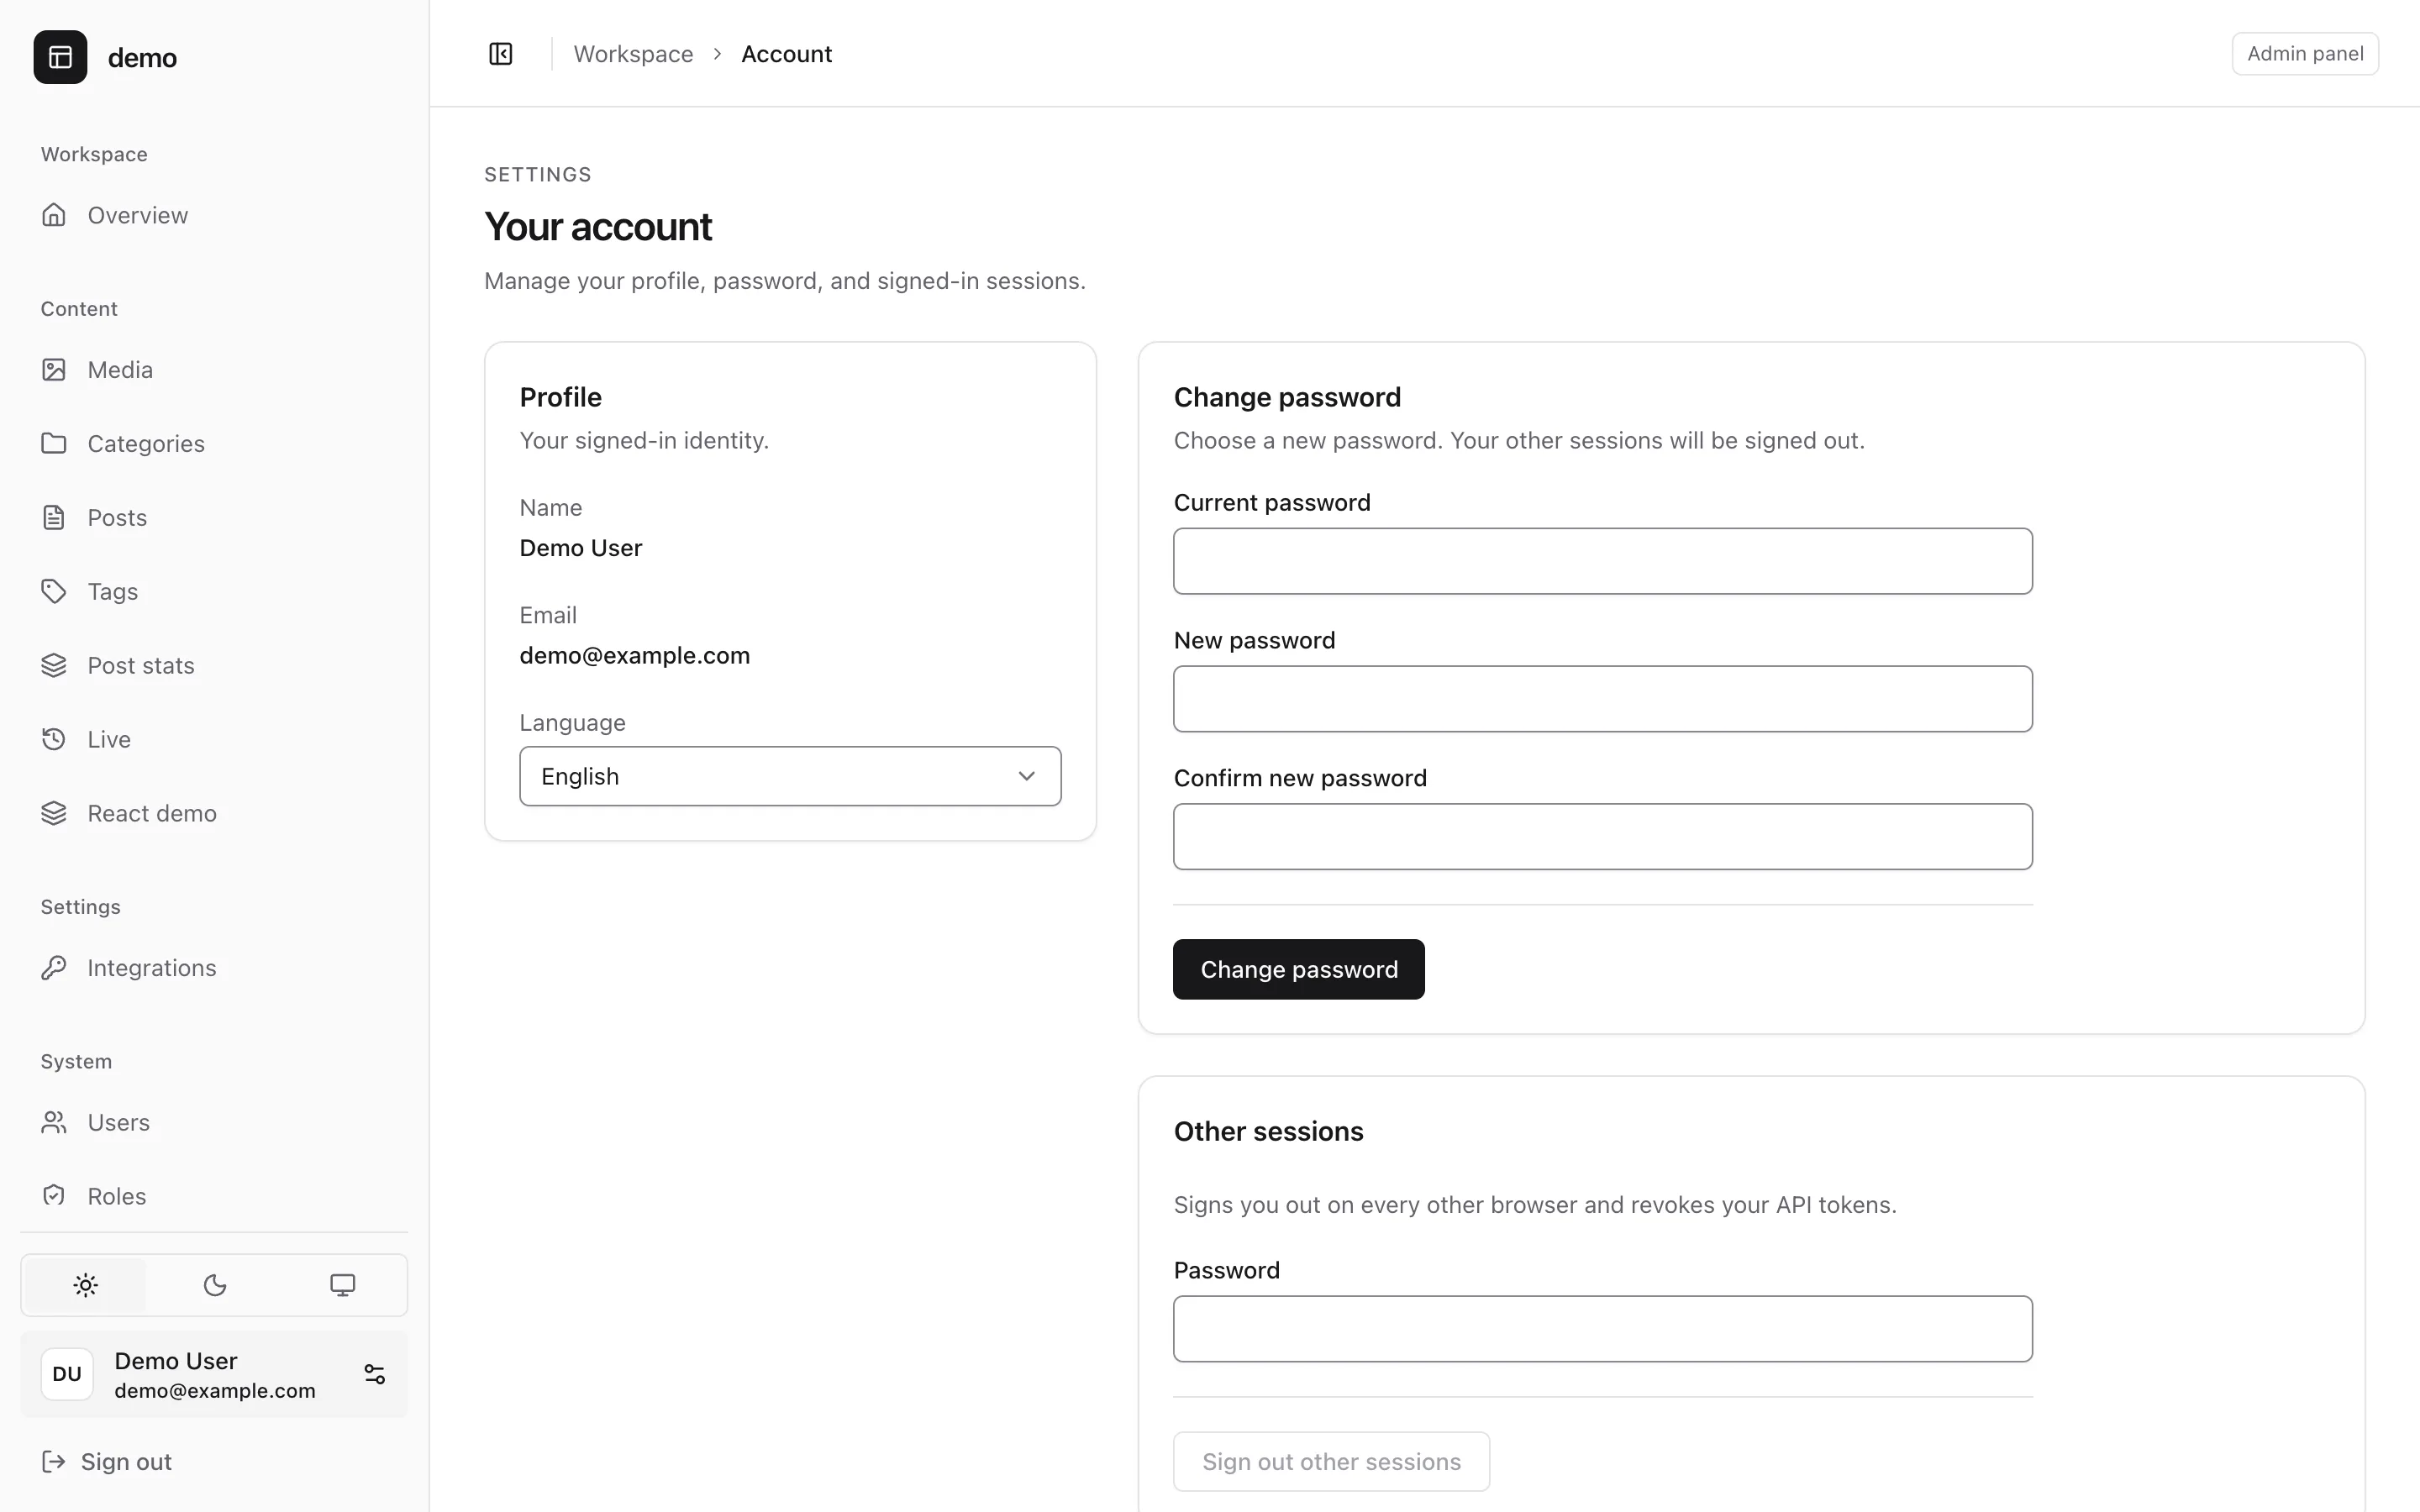 demo
Workspace
Overview
Content
Media
Categories
Posts
Tags
Post stats
Live
React demo
Settings
Integrations
System
Users
Roles
DU
Demo User
demo@example.com
Sign out
Workspace > Account
Admin panel
SETTINGS
Your account
Manage your profile, password, and signed-in sessions.
Profile
Your signed-in identity.
Name
Demo User
Email
demo@example.com
Language
English
Change password
Choose a new password. Your other sessions will be signed out.
Current password
New password
Confirm new password
Change password
Other sessions
Signs you out on every other browser and revokes your API tokens.
Password
Sign out other sessions